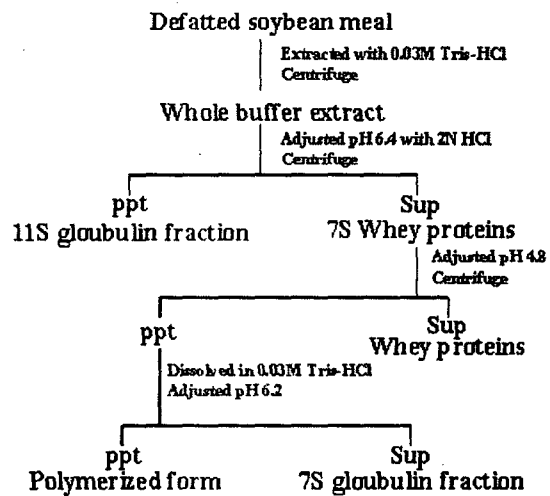 Defatted soybean meal
Extracted with 0.03M Tris-HCl
Centrifuge
Whole buffer extract
Adjusted pH 6.4 with 2N HCl
Centrifuge
ppt
11S gloubulin fraction
Sup
7S Whey proteins
Adjusted pH 4.8
Centrifuge
ppt
Sup
Whey proteins
Dissolved in 0.03M Tris-HCl
Adjusted pH 6.2
ppt
Polymerized form
Sup
7S gloubulin fraction